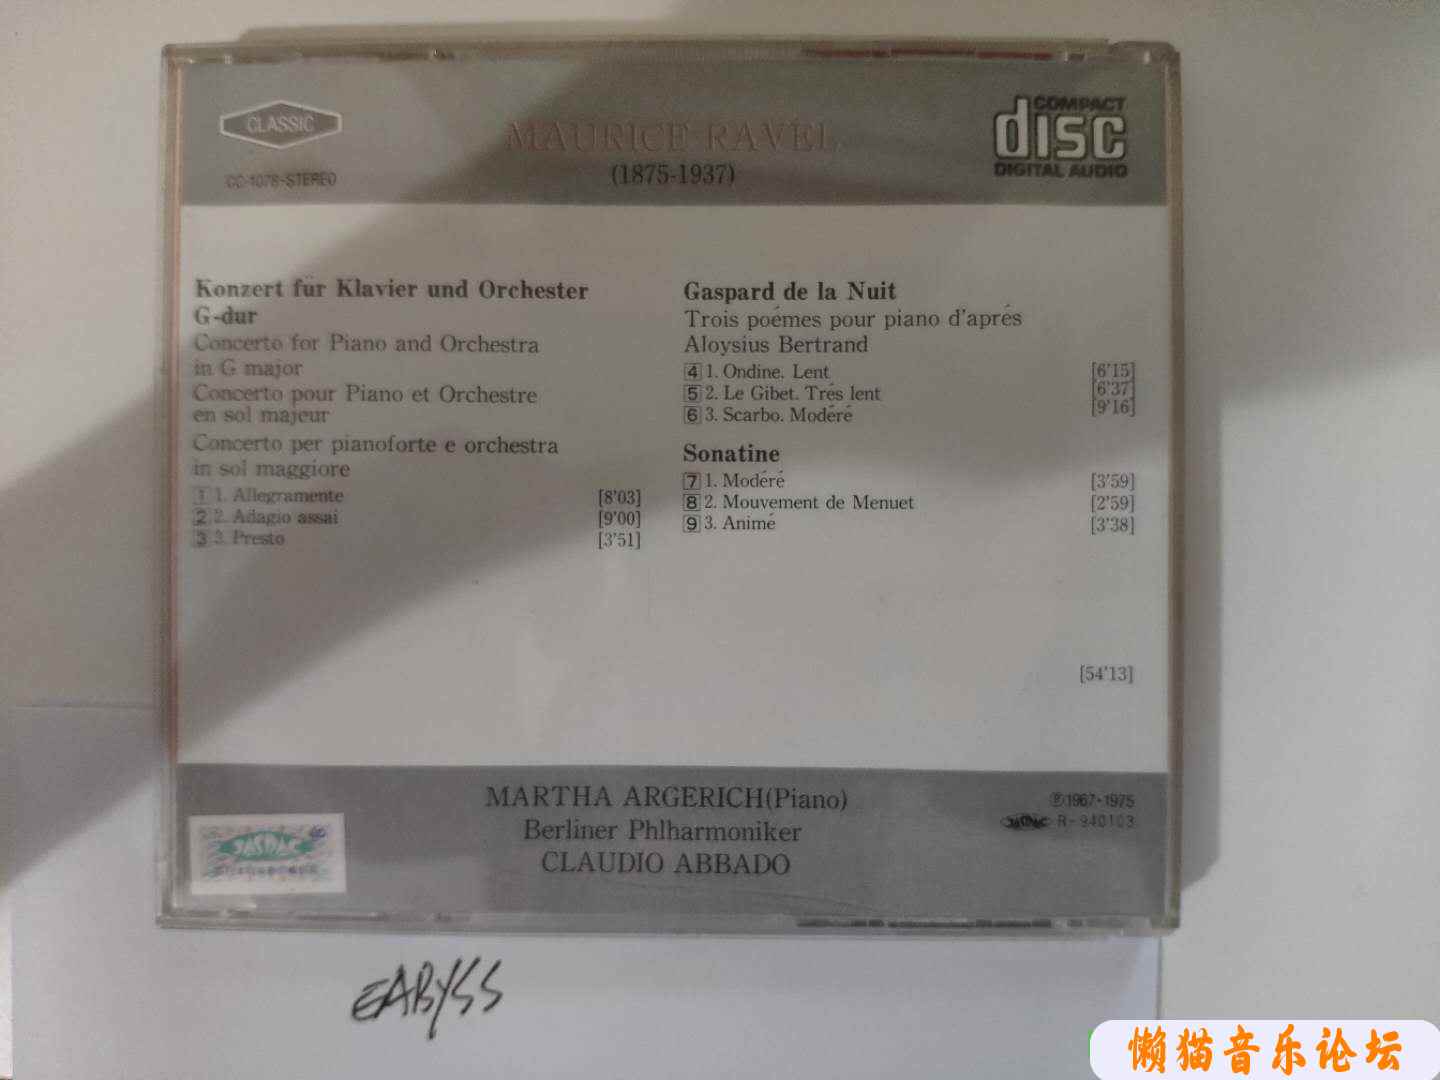 CLASSIC
CC-1078-STEREO
MAURICE RAVEL
(1875-1937)
COMPACT
disc
DIGITAL AUDIO
Konzert für Klavier und Orchester
G-dur
Concerto for Piano and Orchestra
in G major
Concerto pour Piano et Orchestre
en sol majeur
Concerto per pianoforte e orchestra
in sol maggiore
1 1. Allegramente [8'03]
2 2. Adagio assai [9'00]
3 3. Presto [3'51]
Gaspard de la Nuit
Trois poémes pour piano d'aprés
Aloysius Bertrand
4 1. Ondine. Lent [6'15]
5 2. Le Gibet. Trés lent [6'37]
6 3. Scarbo. Modéré [9'16]
Sonatine
7 1. Modéré [3'59]
8 2. Mouvement de Menuet [2'59]
9 3. Animé [3'38]
[54'13]
MARTHA ARGERICH(Piano)
Berliner Phlharmoniker
CLAUDIO ABBADO
℗1967-1975
R-940103
EABYSS
懒猫音乐论坛